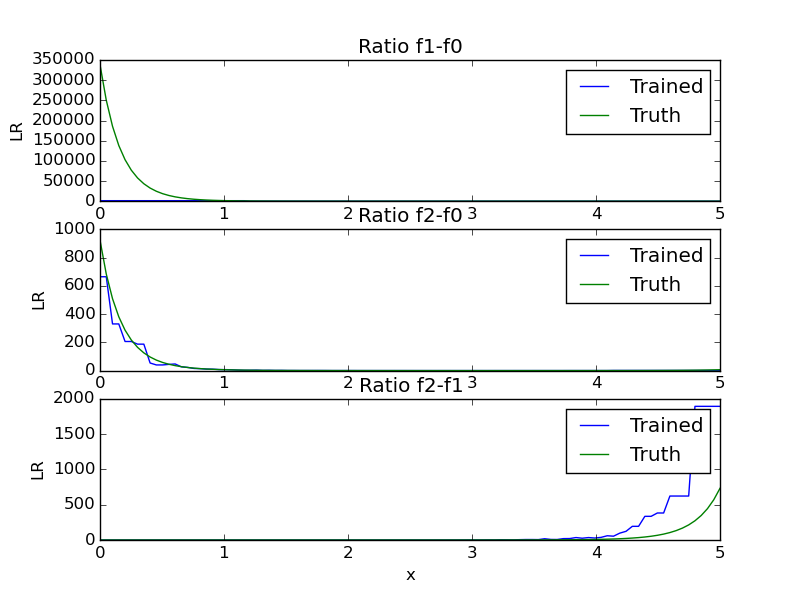 Ratio f1-f0
350000
300000
250000
200000
150000
100000
50000
0
LR
Trained
Truth
0 1 2 3 4 5
Ratio f2-f0
1000
800
600
400
200
0
LR
Trained
Truth
0 1 2 3 4 5
Ratio f2-f1
2000
1500
1000
500
0
LR
Trained
Truth
0 1 2 3 4 5
x